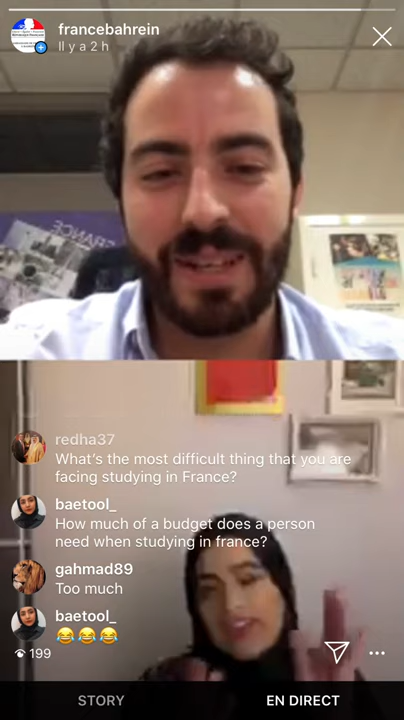 francebahrein
Il y a 2 h
redha37
What's the most difficult thing that you are
facing studying in France?
baetool_
How much of a budget does a person
need when studying in france?
gahmad89
Too much
baetool_
😂😂😂
199
STORY
EN DIRECT